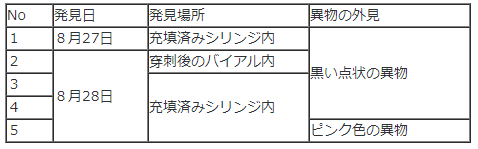 No 発見日 発見場所 異物の外見
1 8月27日 充填済みシリンジ内
2 穿刺後のバイアル内
黒い点状の異物
3
8月28日
4 充填済みシリンジ内
5 ピンク色の異物